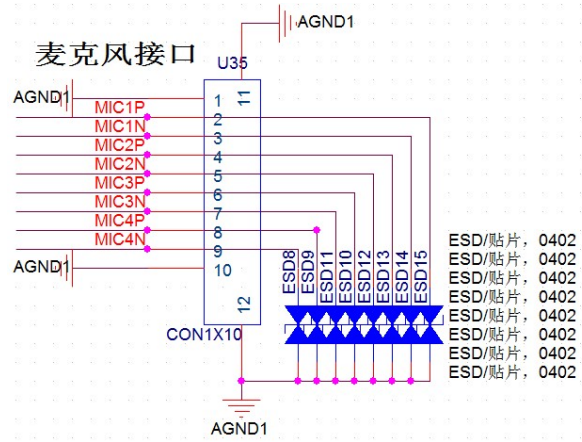 AGND1
麦克风接口
U35
AGND1
1
11
MIC1P
2
MIC1N
3
MIC2P
4
MIC2N
5
MIC3P
6
MIC3N
7
MIC4P
8
MIC4N
9
AGND1
10
12
CON1X10
ESD8
ESD9
ESD11
ESD10
ESD12
ESD13
ESD14
ESD15
ESD/贴片，0402
ESD/贴片，0402
ESD/贴片，0402
ESD/贴片，0402
ESD/贴片，0402
ESD/贴片，0402
ESD/贴片，0402
ESD/贴片，0402
AGND1